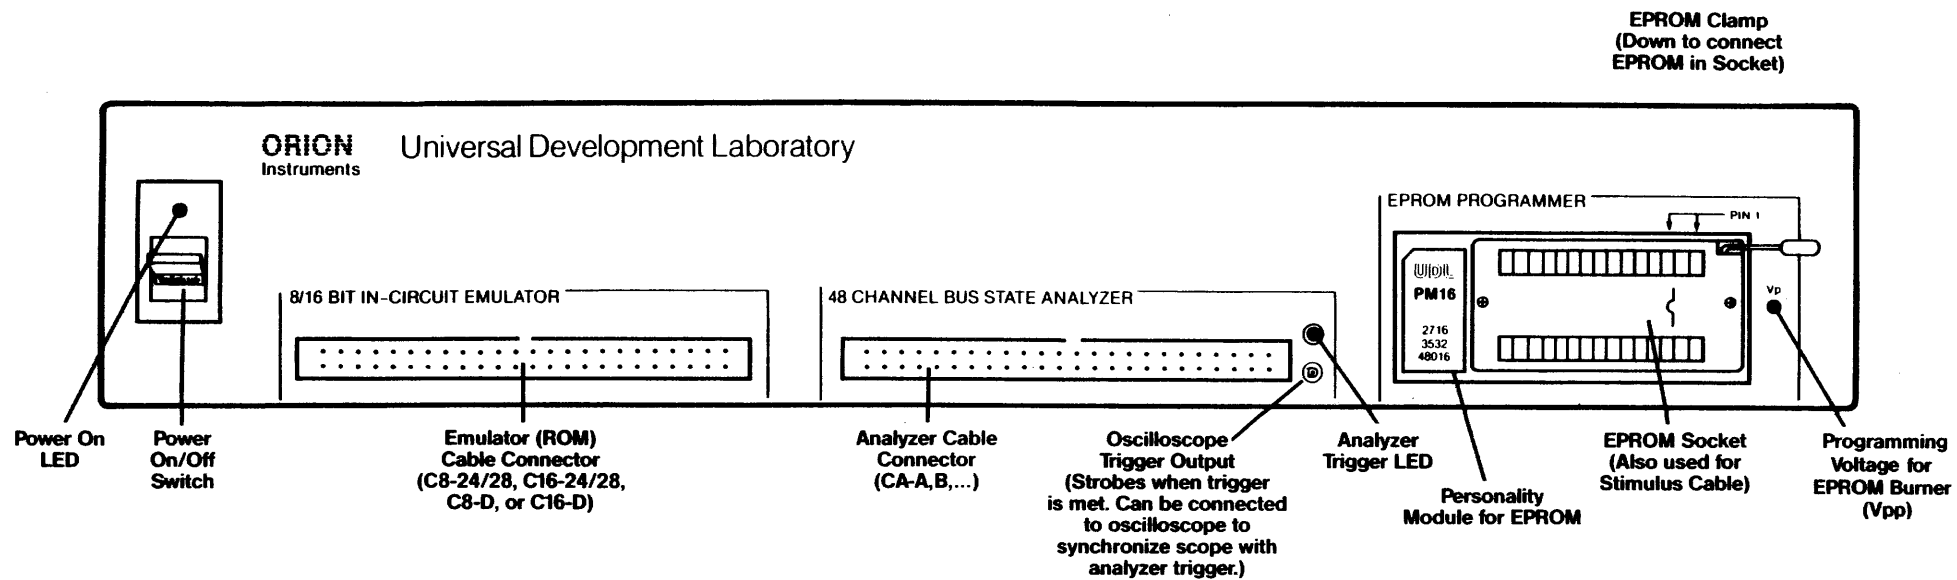 EPROM Clamp
(Down to connect
EPROM in Socket)
ORION
Instruments
Universal Development Laboratory
EPROM PROGRAMMER
PIN 1
UDL
PM16
2716
3532
48016
Vp
8/16 BIT IN-CIRCUIT EMULATOR
48 CHANNEL BUS STATE ANALYZER
Power On
LED
Power
On/Off
Switch
Emulator (ROM)
Cable Connector
(C8-24/28, C16-24/28,
C8-D, or C16-D)
Analyzer Cable
Connector
(CA-A,B,...)
Oscilloscope
Trigger Output
(Strobes when trigger
is met. Can be connected
to oscilloscope to
synchronize scope with
analyzer trigger.)
Analyzer
Trigger LED
Personality
Module for EPROM
EPROM Socket
(Also used for
Stimulus Cable)
Programming
Voltage for
EPROM Burner
(Vpp)